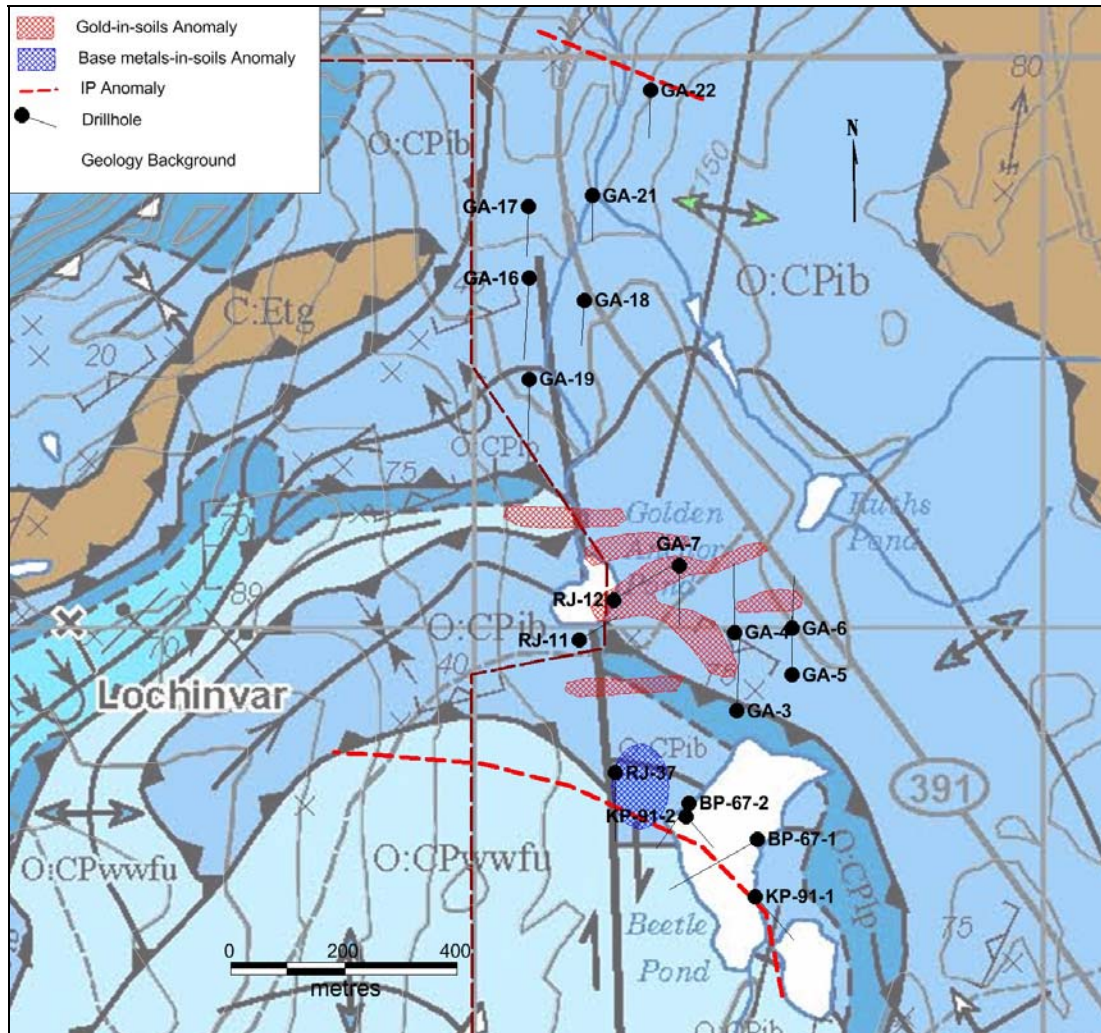 Gold-in-soils Anomaly
Base metals-in-soils Anomaly
IP Anomaly
Drillhole
Geology Background
GA-22
80
O:CPib
N
150
GA-17
GA-21
GA-16
GA-18
O:CPib
C:Etg
20
GA-19
O:CPlp
75
Golden
Ruths
Pond
GA-7
RJ-12
89
GA-4
GA-6
RJ-11
O:CPib
70
40
GA-5
Lochinvar
GA-3
O:CPib
RJ-37
391
BP-67-2
KP-91-2
BP-67-1
O:CPwwfu
O:CPwwfu
O:CPlp
KP-91-1
Beetle
Pond
75
0 200 400
metres
O:CPib